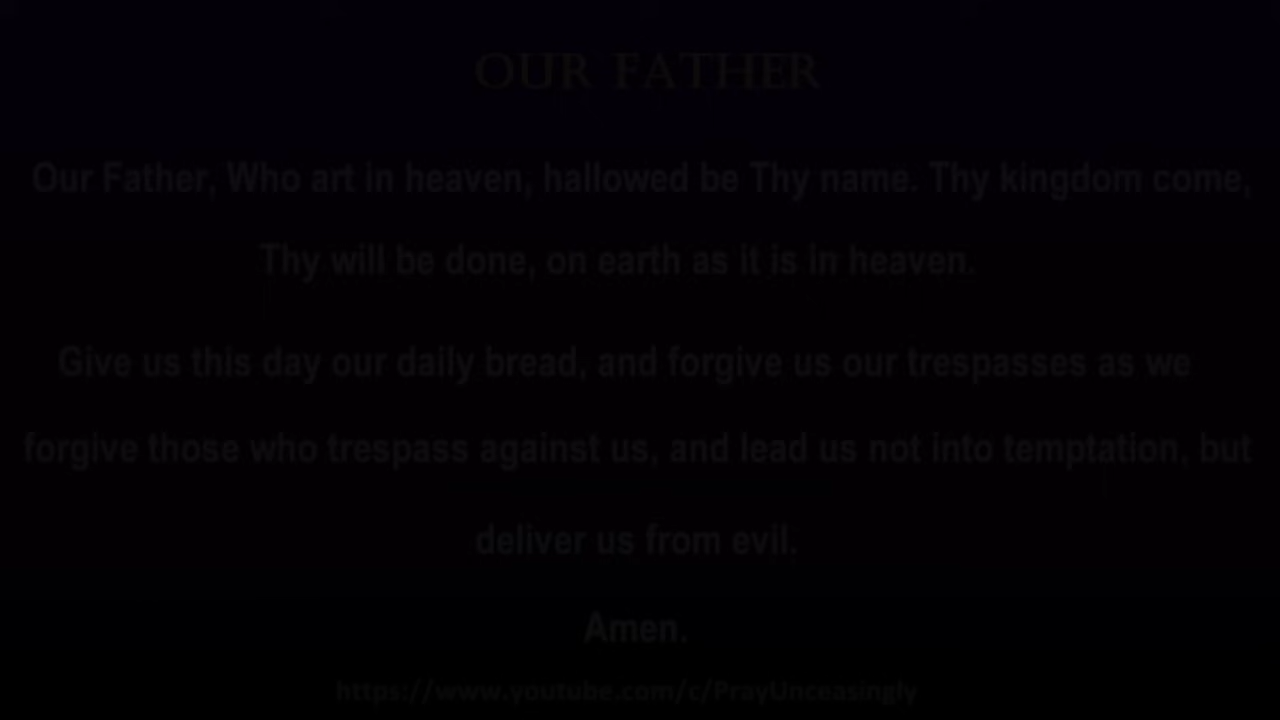 OUR FATHER
Our Father, Who art in heaven, hallowed be Thy name. Thy kingdom come,
Thy will be done, on earth as it is in heaven.
Give us this day our daily bread, and forgive us our trespasses as we
forgive those who trespass against us, and lead us not into temptation, but
deliver us from evil.
Amen.
https://www.youtube.com/c/PrayUnceasingly